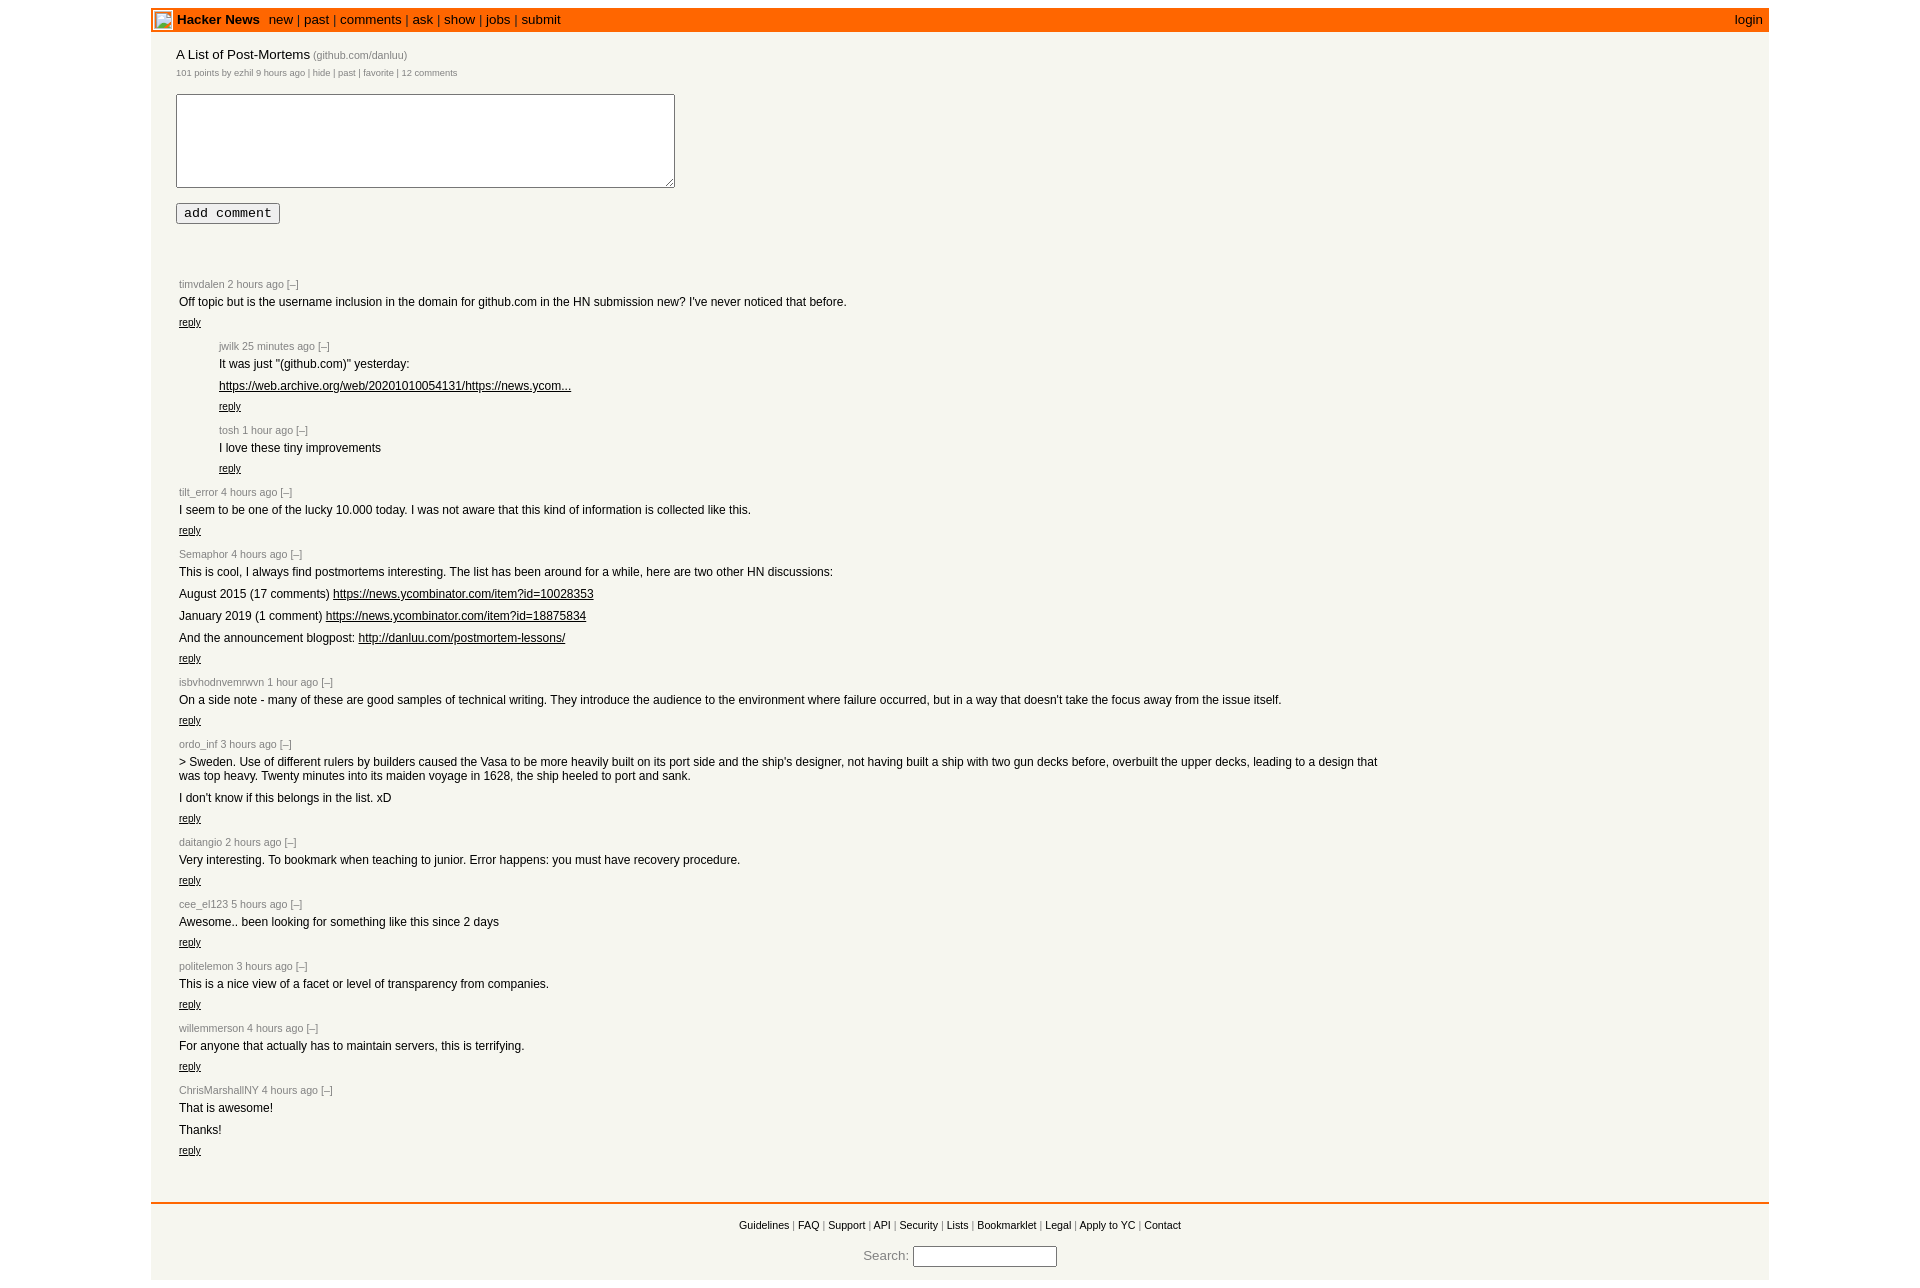 Hacker News new | past | comments | ask | show | jobs | submit login
A List of Post-Mortems (github.com/danluu)
101 points by ezhil 9 hours ago | hide | past | favorite | 12 comments
add comment
timvdalen 2 hours ago [–]
Off topic but is the username inclusion in the domain for github.com in the HN submission new? I've never noticed that before.
reply
jwilk 25 minutes ago [–]
It was just "(github.com)" yesterday:
https://web.archive.org/web/20201010054131/https://news.ycom...
reply
tosh 1 hour ago [–]
I love these tiny improvements
reply
tilt_error 4 hours ago [–]
I seem to be one of the lucky 10.000 today. I was not aware that this kind of information is collected like this.
reply
Semaphor 4 hours ago [–]
This is cool, I always find postmortems interesting. The list has been around for a while, here are two other HN discussions:
August 2015 (17 comments) https://news.ycombinator.com/item?id=10028353
January 2019 (1 comment) https://news.ycombinator.com/item?id=18875834
And the announcement blogpost: http://danluu.com/postmortem-lessons/
reply
isbvhodnvemrwvn 1 hour ago [–]
On a side note - many of these are good samples of technical writing. They introduce the audience to the environment where failure occurred, but in a way that doesn't take the focus away from the issue itself.
reply
ordo_inf 3 hours ago [–]
> Sweden. Use of different rulers by builders caused the Vasa to be more heavily built on its port side and the ship's designer, not having built a ship with two gun decks before, overbuilt the upper decks, leading to a design that
was top heavy. Twenty minutes into its maiden voyage in 1628, the ship heeled to port and sank.
I don't know if this belongs in the list. xD
reply
daitangio 2 hours ago [–]
Very interesting. To bookmark when teaching to junior. Error happens: you must have recovery procedure.
reply
cee_el123 5 hours ago [–]
Awesome.. been looking for something like this since 2 days
reply
politelemon 3 hours ago [–]
This is a nice view of a facet or level of transparency from companies.
reply
willemmerson 4 hours ago [–]
For anyone that actually has to maintain servers, this is terrifying.
reply
ChrisMarshallNY 4 hours ago [–]
That is awesome!
Thanks!
reply
Guidelines | FAQ | Support | API | Security | Lists | Bookmarklet | Legal | Apply to YC | Contact
Search: